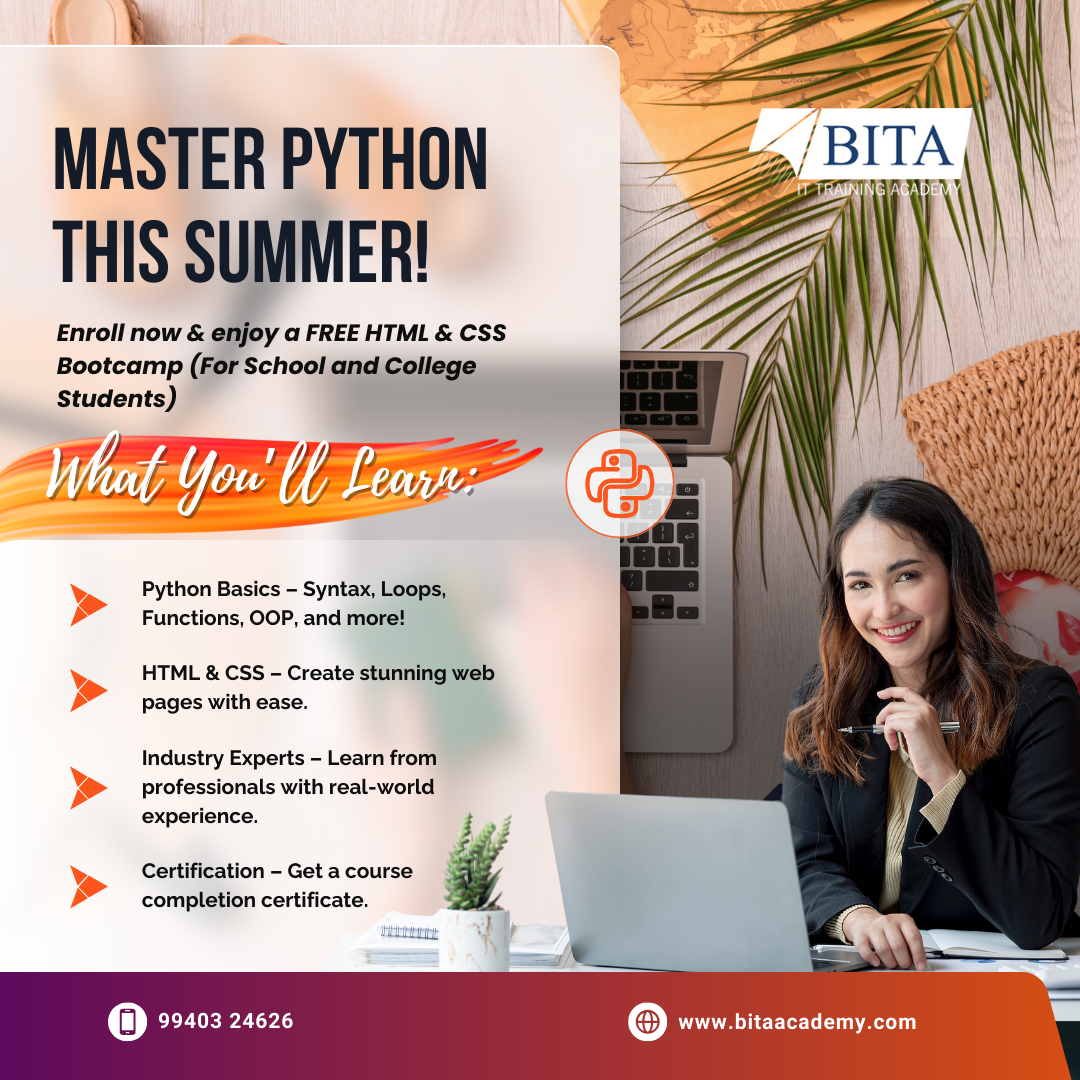 BITA
IT TRAINING ACADEMY
MASTER PYTHON
THIS SUMMER!
Enroll now & enjoy a FREE HTML & CSS
Bootcamp (For School and College
Students)
What You'll Learn:
Python Basics – Syntax, Loops,
Functions, OOP, and more!
HTML & CSS – Create stunning web
pages with ease.
Industry Experts – Learn from
professionals with real-world
experience.
Certification – Get a course
completion certificate.
99403 24626
www.bitaacademy.com